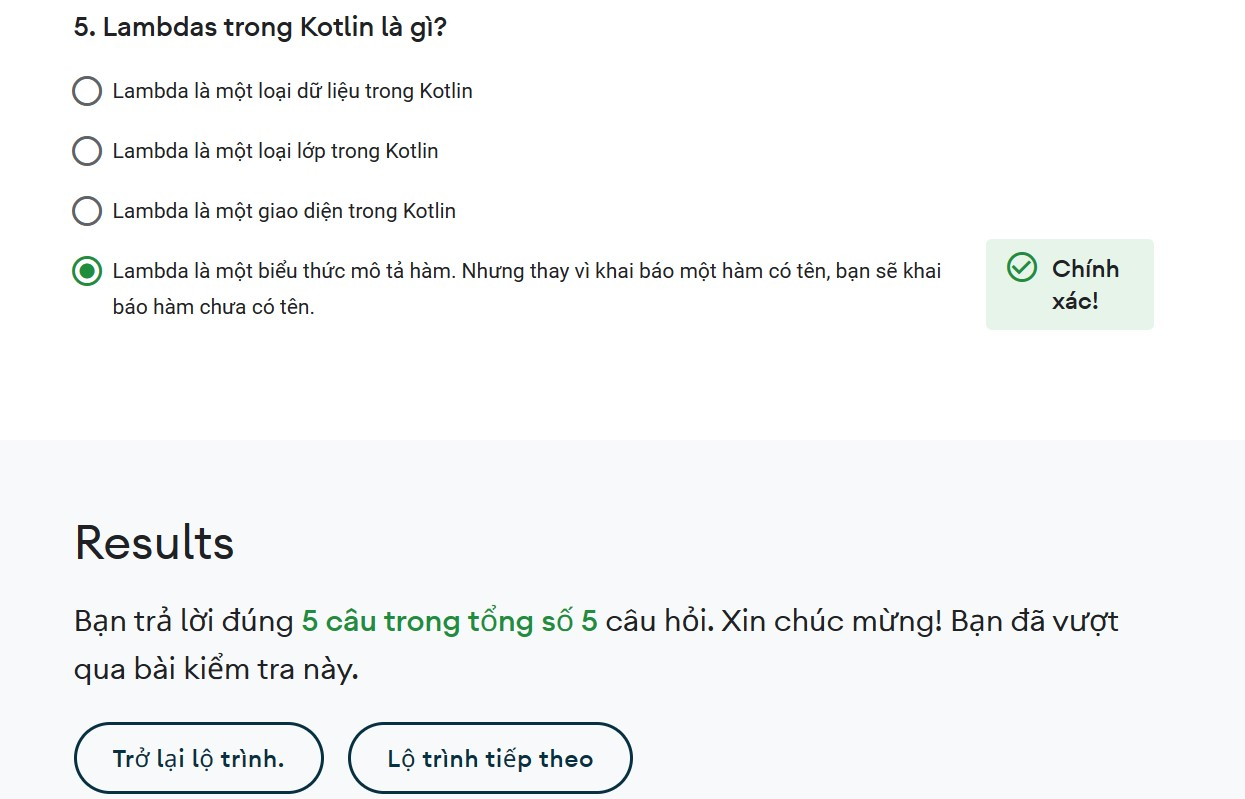 5. Lambdas trong Kotlin là gì?
Lambda là một loại dữ liệu trong Kotlin
Lambda là một loại lớp trong Kotlin
Lambda là một giao diện trong Kotlin
Lambda là một biểu thức mô tả hàm. Nhưng thay vì khai báo một hàm có tên, bạn sẽ khai
báo hàm chưa có tên.
Chính
xác!
Results
Bạn trả lời đúng 5 câu trong tổng số 5 câu hỏi. Xin chúc mừng! Bạn đã vượt
qua bài kiểm tra này.
Trở lại lộ trình.
Lộ trình tiếp theo